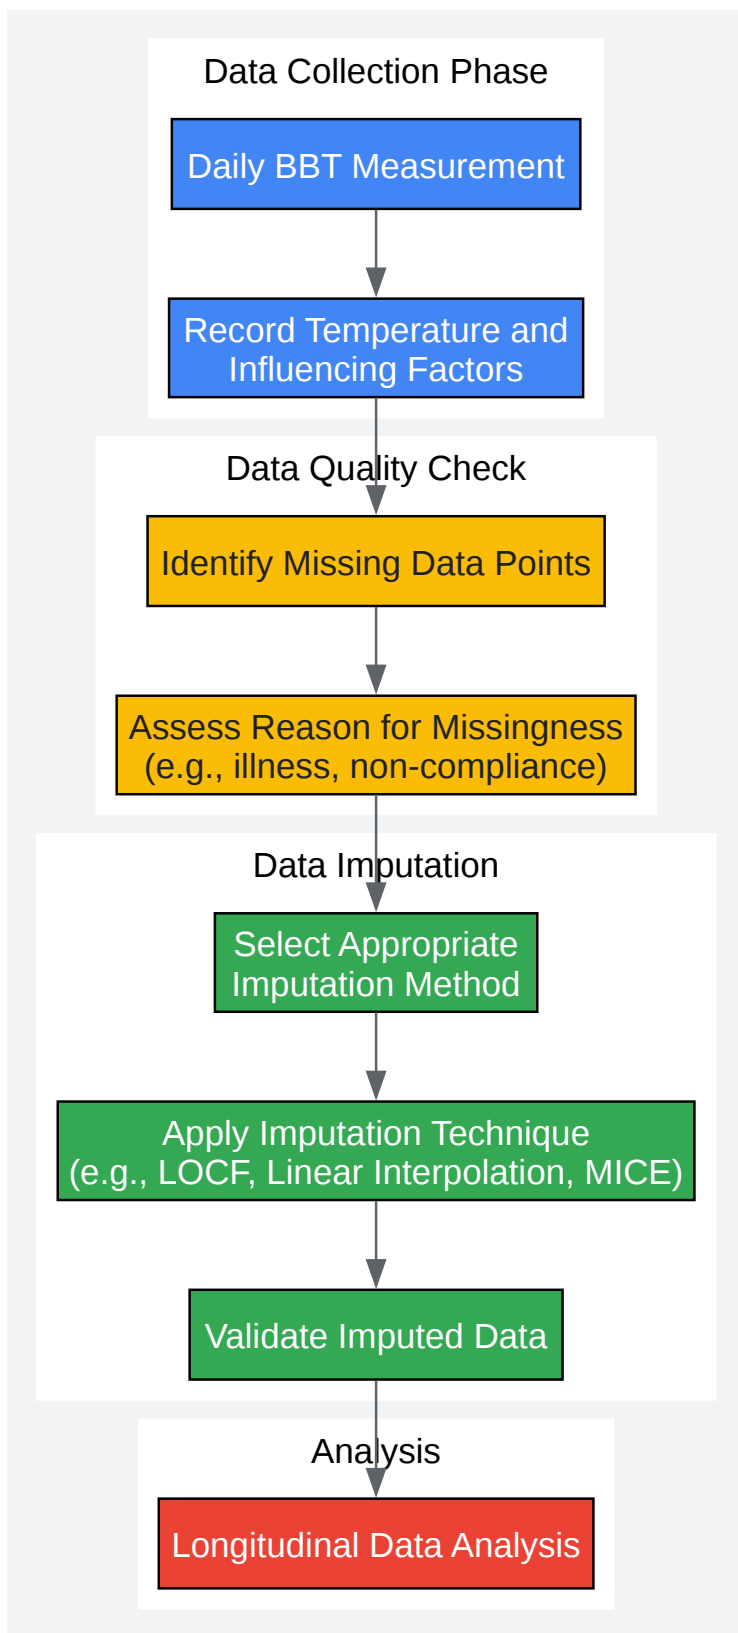 Data Collection Phase
Daily BBT Measurement
Record Temperature and
Influencing Factors
Data Quality Check
Identify Missing Data Points
Assess Reason for Missingness
(e.g., illness, non-compliance)
Data Imputation
Select Appropriate
Imputation Method
Apply Imputation Technique
(e.g., LOCF, Linear Interpolation, MICE)
Validate Imputed Data
Analysis
Longitudinal Data Analysis